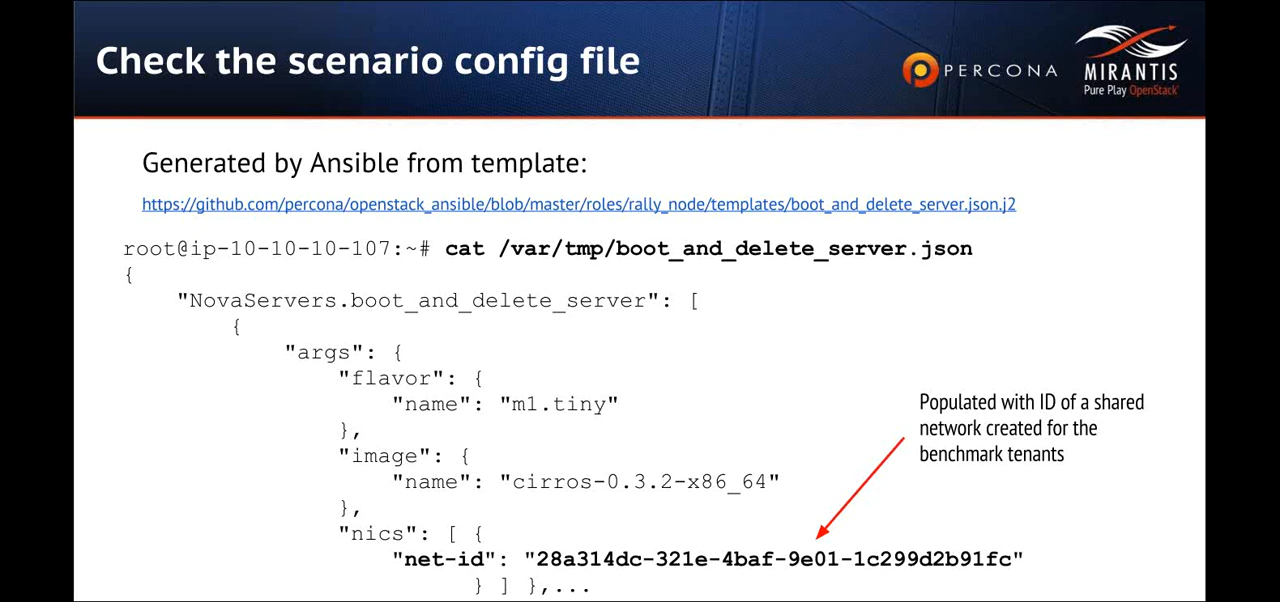 Check the scenario config file
PERCONA
MIRANTIS
Pure Play OpenStack
Generated by Ansible from template:
https://github.com/percona/openstack_ansible/blob/master/roles/rally_node/templates/boot_and_delete_server.json.j2
root@ip-10-10-10-107:~# cat /var/tmp/boot_and_delete_server.json
{
"NovaServers.boot_and_delete_server": [
{
"args": {
"flavor": {
"name": "m1.tiny"
},
"image": {
"name": "cirros-0.3.2-x86_64"
},
"nics": [ {
"net-id": "28a314dc-321e-4baf-9e01-1c299d2b91fc"
} ] },...
Populated with ID of a shared
network created for the
benchmark tenants